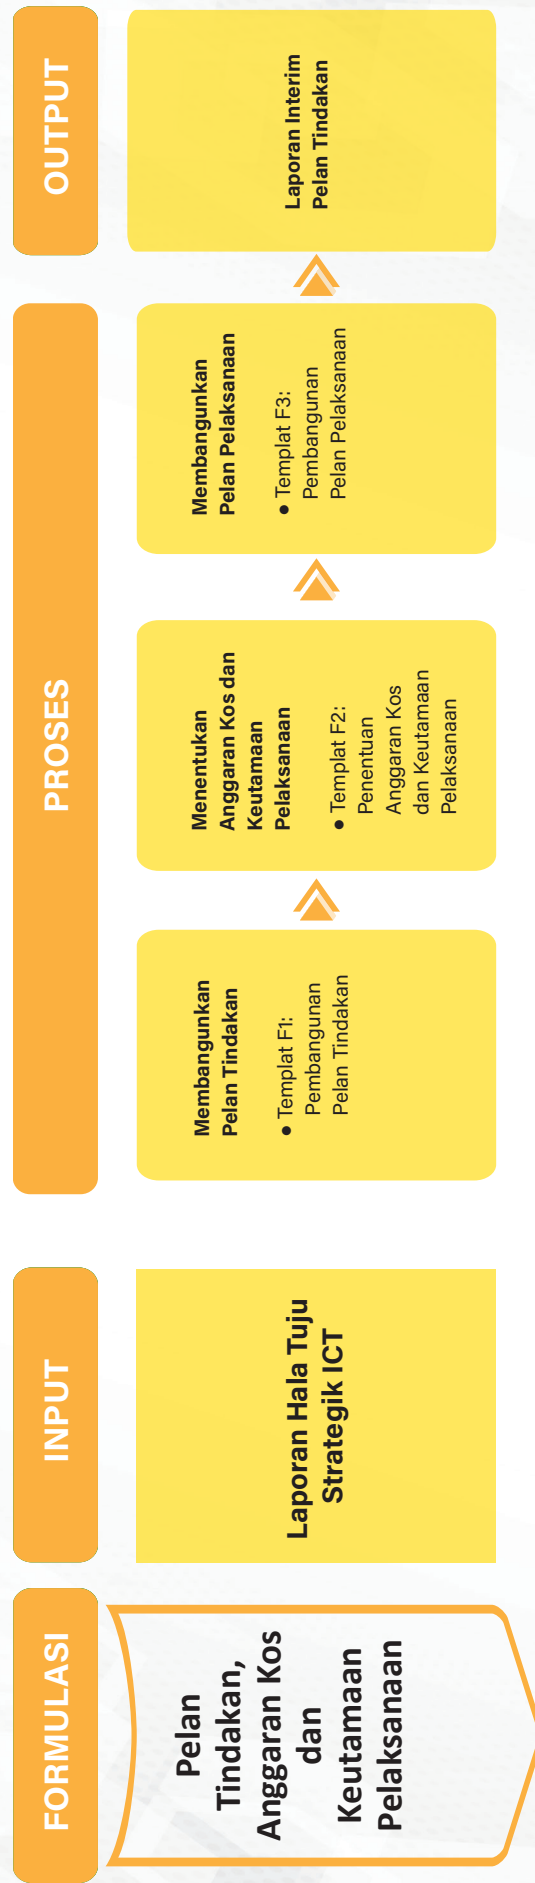 FORMULASI
INPUT
PROSES
OUTPUT
Pelan
Tindakan,
Anggaran Kos
dan
Keutamaan
Pelaksanaan
Laporan Hala Tuju
Strategik ICT
Membangunkan
Pelan Tindakan
• Templat F1:
Pembangunan
Pelan Tindakan
Menentukan
Anggaran Kos dan
Keutamaan
Pelaksanaan
• Templat F2:
Penentuan
Anggaran Kos
dan Keutamaan
Pelaksanaan
Membangunkan
Pelan Pelaksanaan
• Templat F3:
Pembangunan
Pelan Pelaksanaan
Laporan Interim
Pelan Tindakan